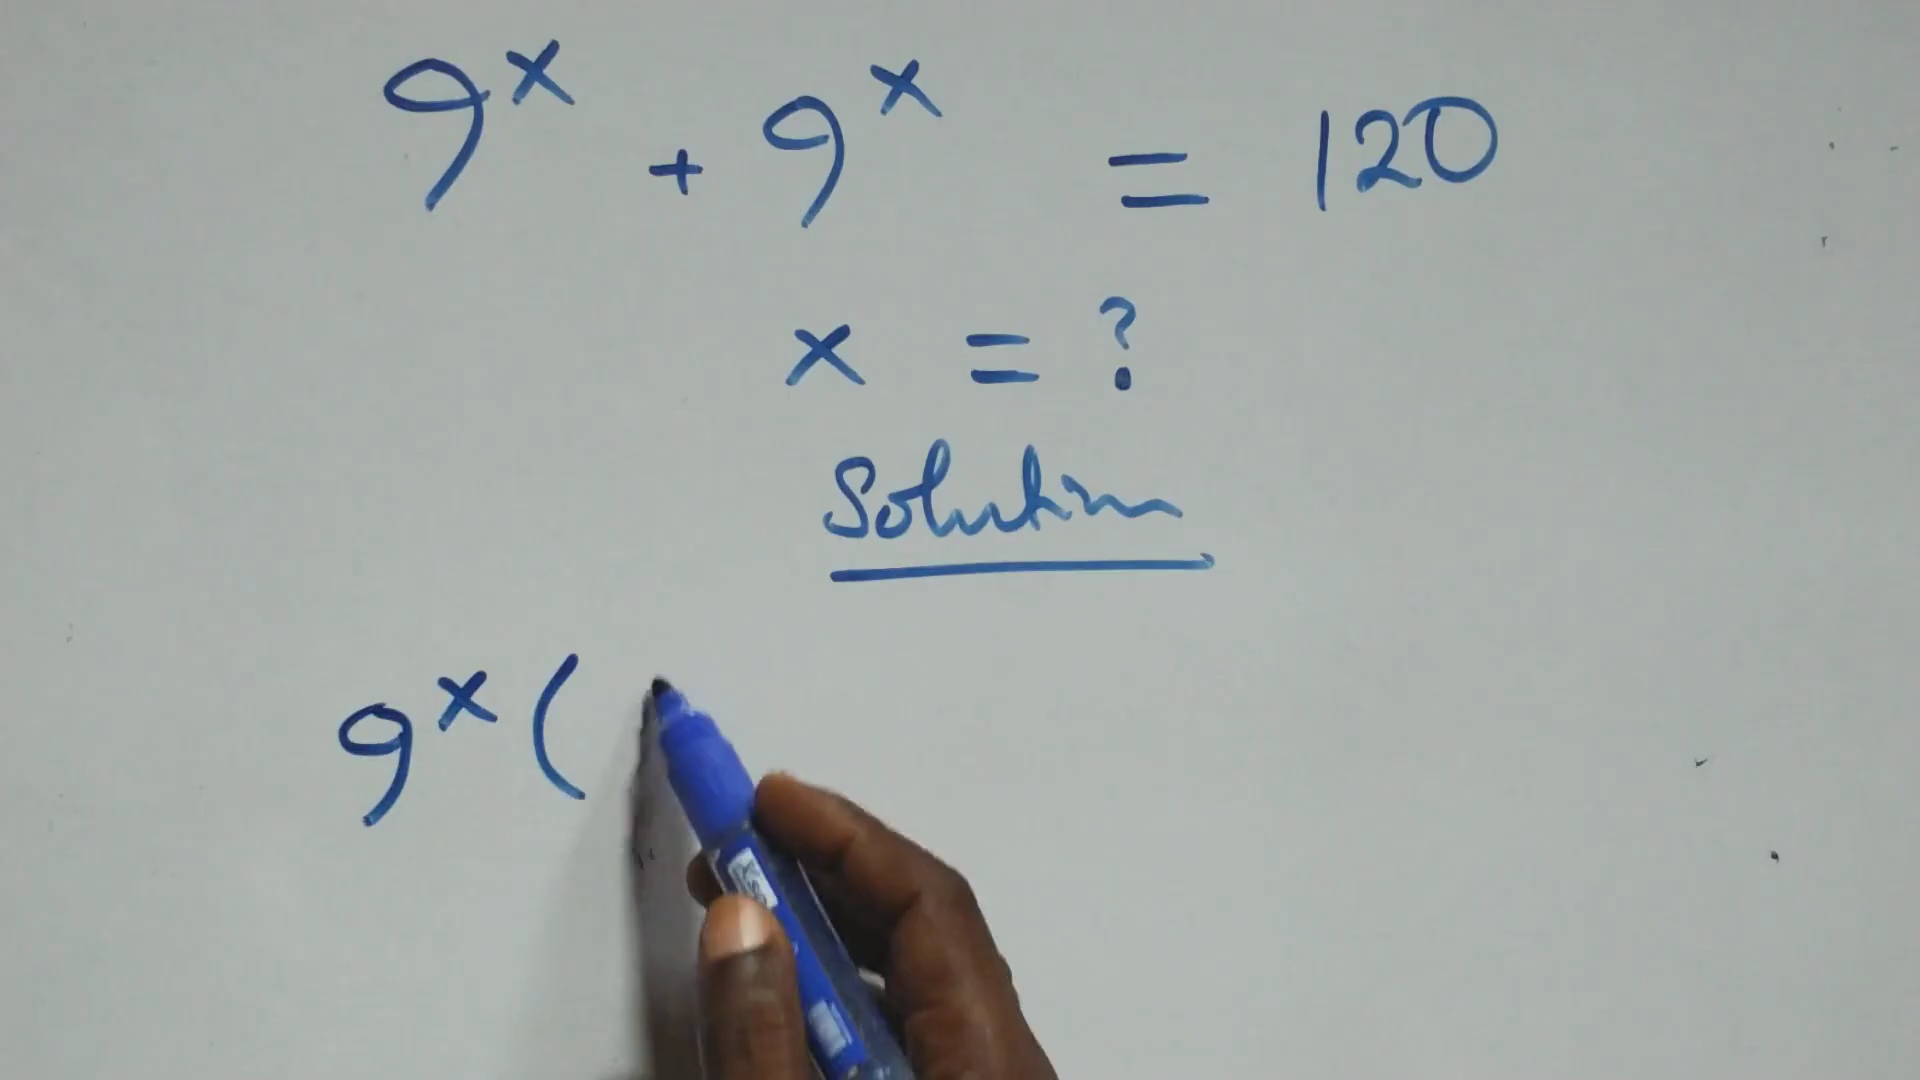 9^x + 9^x = 120
x = ?
Solution
9^x (